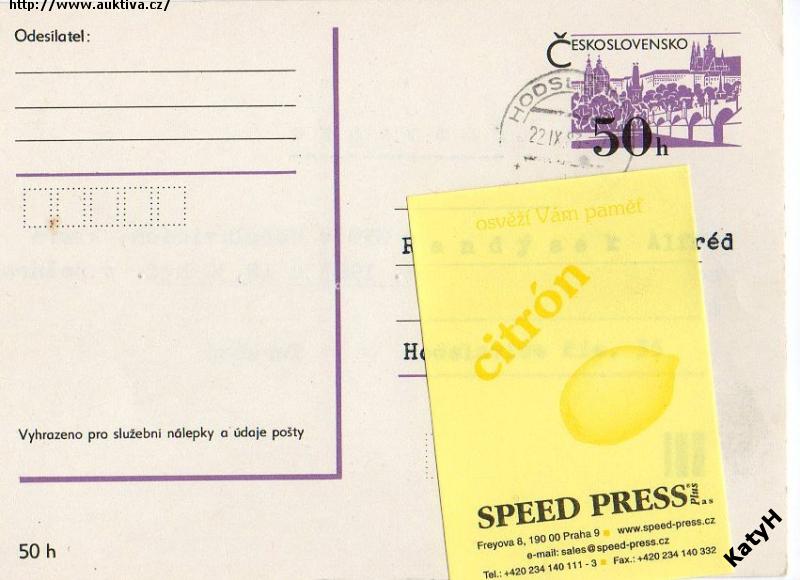 http://www.auktiva.cz/
Odesílatel:
ČESKOSLOVENSKO
HODSL
22.IX.
50h
osvěží Vám paměť
Randýsek Alfréd
citrón
Vyhrazeno pro služební nálepky a údaje pošty
SPEED PRESS Plus a s
Freyova 8, 190 00 Praha 9 ■ www.speed-press.cz
e-mail: sales@speed-press.cz
Tel.: +420 234 140 111 - 3 ■ Fax.: +420 234 140 332
50 h
KatyH